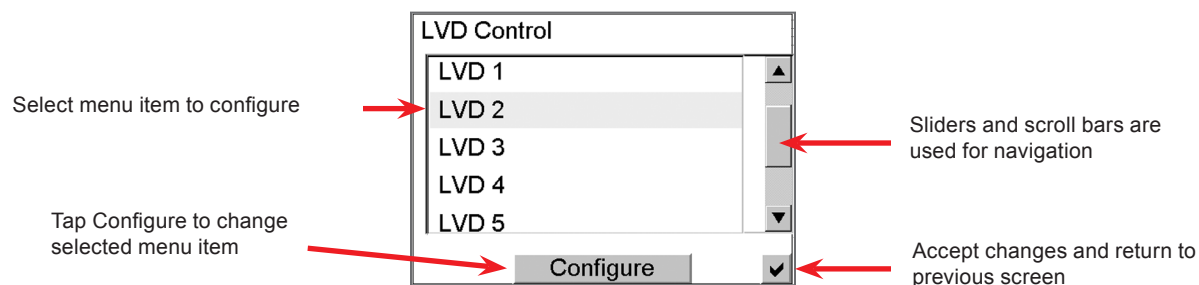 LVD Control
LVD 1
LVD 2
LVD 3
LVD 4
LVD 5
Configure
Select menu item to configure
Tap Configure to change
selected menu item
Sliders and scroll bars are
used for navigation
Accept changes and return to
previous screen